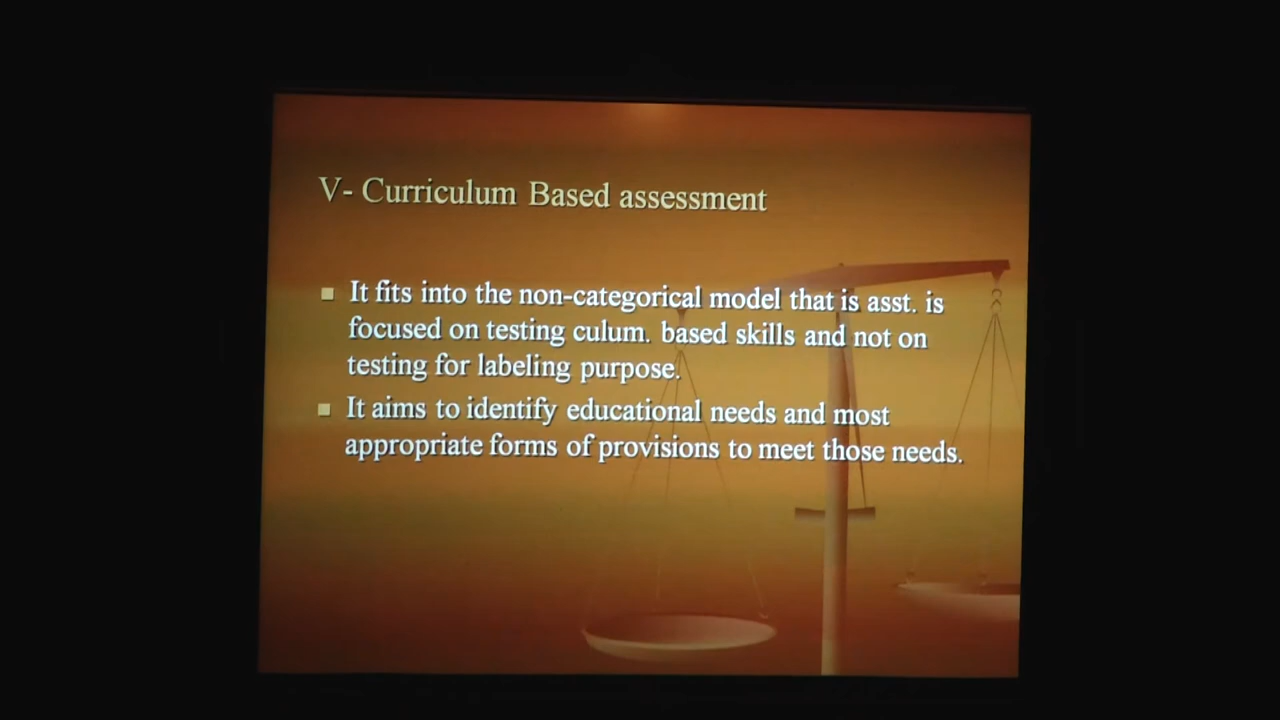 V- Curriculum Based assessment
It fits into the non-categorical model that is asst. is
focused on testing culum. based skills and not on
testing for labeling purpose.
It aims to identify educational needs and most
appropriate forms of provisions to meet those needs.